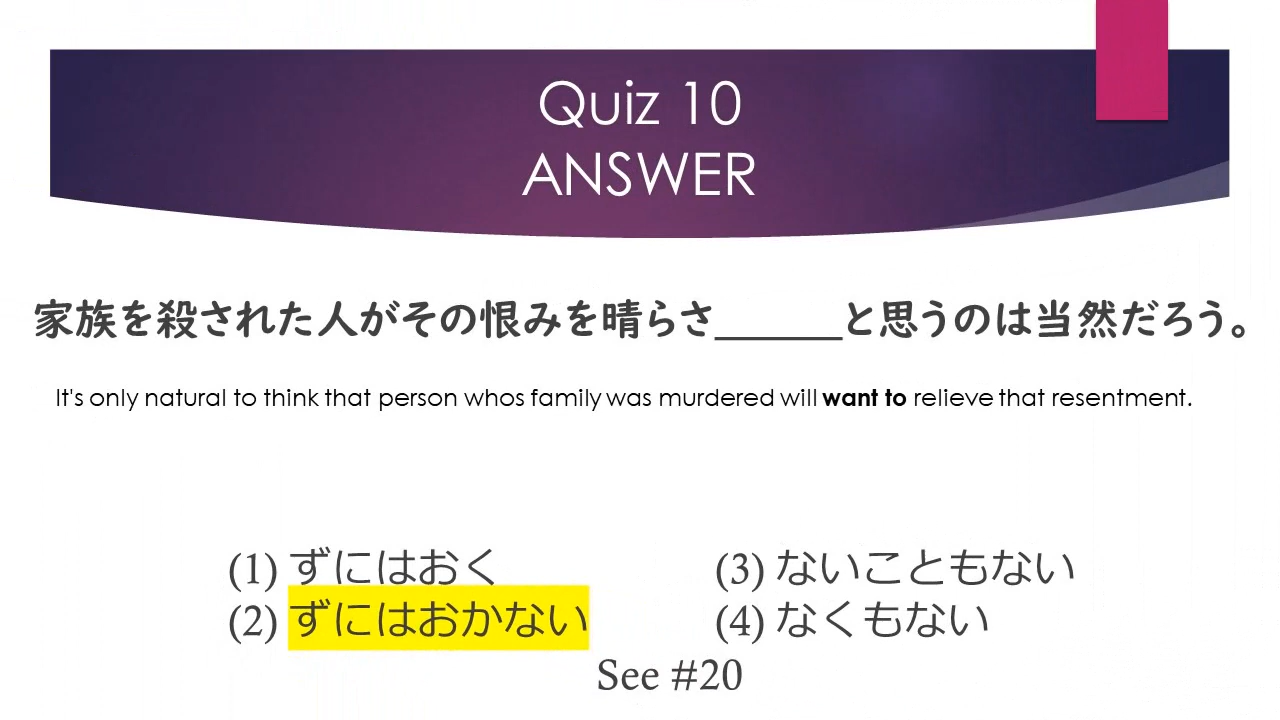 Quiz 10
ANSWER
家族を殺された人がその恨みを晴らさ______と思うのは当然だろう。
It's only natural to think that person whos family was murdered will want to relieve that resentment.
(1) ずにはおく
(2) ずにはおかない
(3) ないこともない
(4) なくもない
See #20